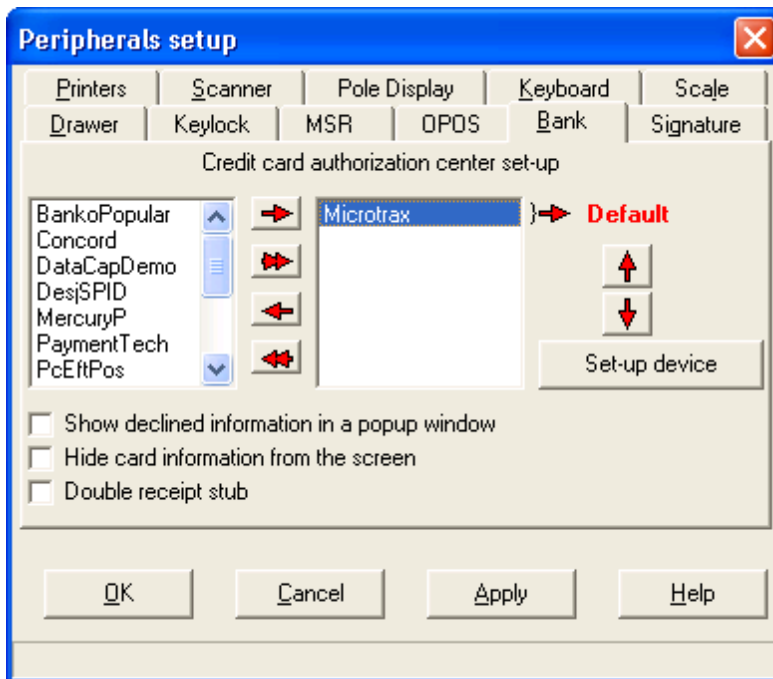 Peripherals setup
Printers Scanner Pole Display Keyboard Scale
Drawer Keylock MSR OPOS Bank Signature
Credit card authorization center set-up
BankoPopular
Concord
DataCapDemo
DesjSPID
MercuryP
PaymentTech
PcEftPos
Microtrax
Default
Set-up device
Show declined information in a popup window
Hide card information from the screen
Double receipt stub
OK Cancel Apply Help